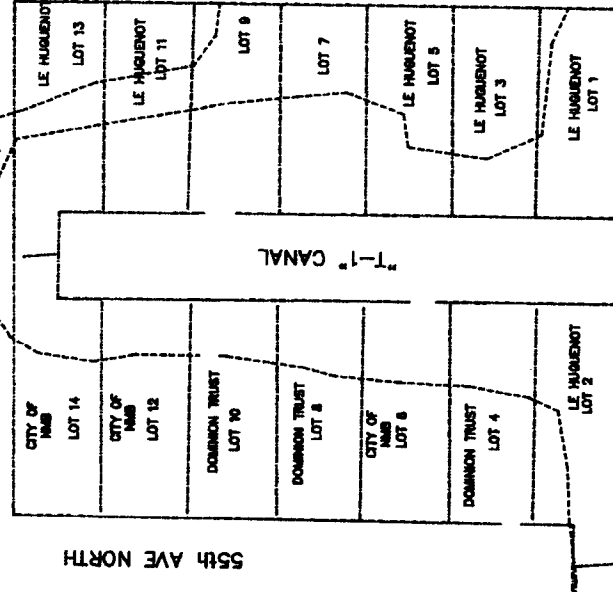 LE HUGUENOT
LOT 13
LE HUGUENOT
LOT 11
LOT 9
LOT 7
LE HUGUENOT
LOT 5
LE HUGUENOT
LOT 3
LE HUGUENOT
LOT 1
"T-1" CANAL
CITY OF
NMB
LOT 14
CITY OF
NMB
LOT 12
DOMINION TRUST
LOT 10
DOMINION TRUST
LOT 8
CITY OF
NMB
LOT 6
DOMINION TRUST
LOT 4
LE HUGUENOT
LOT 2
55th AVE NORTH